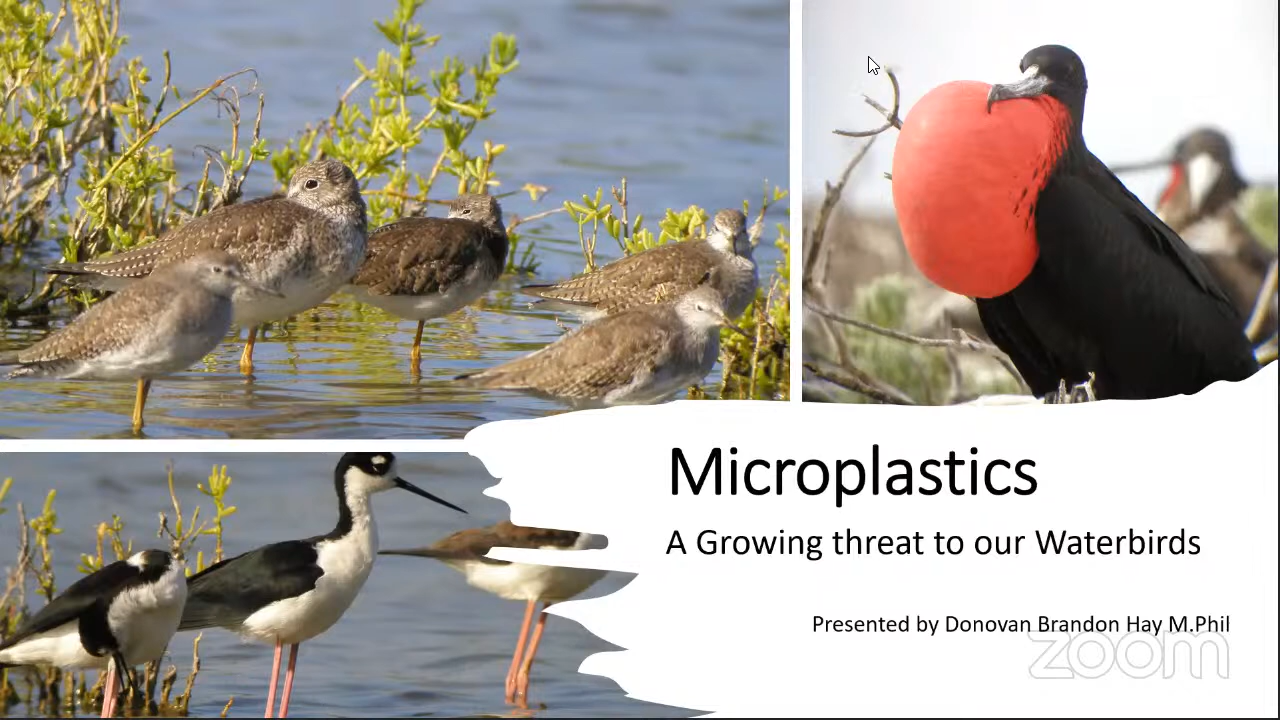 Microplastics
A Growing threat to our Waterbirds
Presented by Donovan Brandon Hay M.Phil
zoom